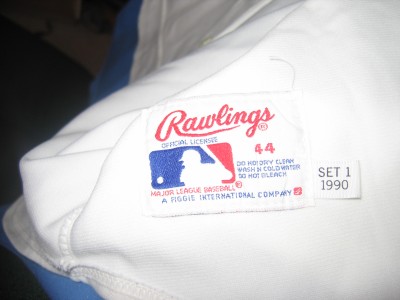 Rawlings®
OFFICIAL LICENSEE
44
DO NOT DRY CLEAN
WASH IN COLD WATER
DO NOT BLEACH
MAJOR LEAGUE BASEBALL®
A FIGGIE INTERNATIONAL COMPANY
SET 1
1990